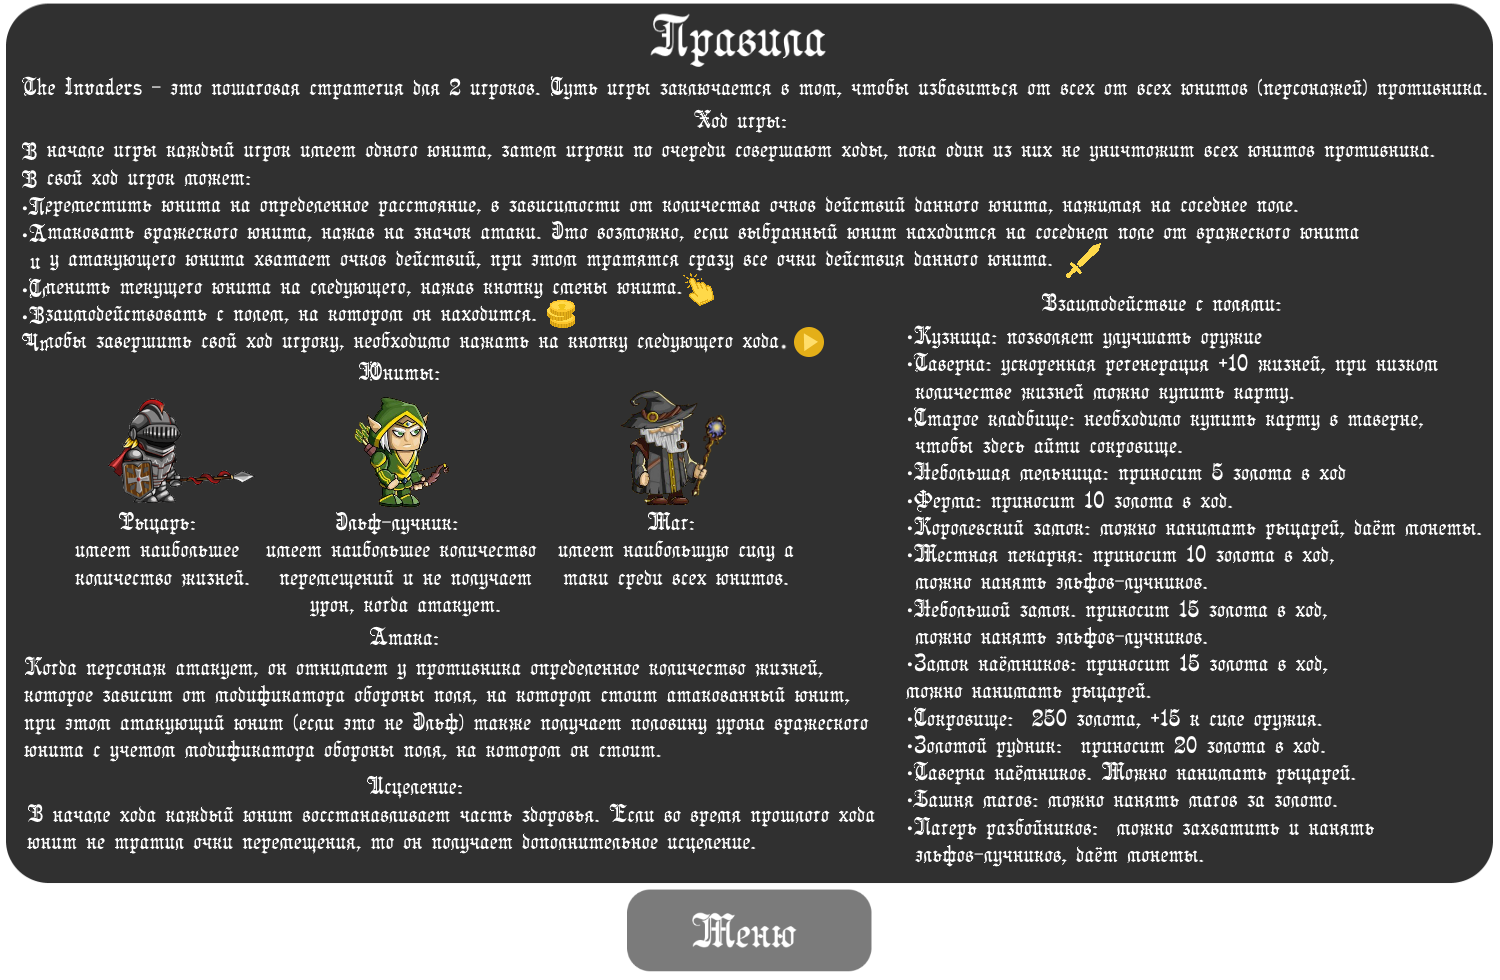 Правила
The Invaders - это пошаговая стратегия для 2 игроков. Суть игры заключается в том, чтобы избавиться от всех от всех юнитов (персонажей) противника.
Ход игры:
В начале игры каждый игрок имеет одного юнита, затем игроки по очереди совершают ходы, пока один из них не уничтожит всех юнитов противника.
В свой ход игрок может:
•Переместить юнита на определенное расстояние, в зависимости от количества очков действий данного юнита, нажимая на соседнее поле.
•Атаковать вражеского юнита, нажав на значок атаки. Это возможно, если выбранный юнит находится на соседнем поле от вражеского юнита
и у атакующего юнита хватает очков действий, при этом тратятся сразу все очки действия данного юнита.
•Сменить текущего юнита на следующего, нажав кнопку смены юнита.
•Взаимодействовать с полем, на котором он находится.
Чтобы завершить свой ход игроку, необходимо нажать на кнопку следующего хода.
Юниты:
Рыцарь:
имеет наибольшее
количество жизней.
Эльф-лучник:
имеет наибольшее количество
перемещений и не получает
урон, когда атакует.
Маг:
имеет наибольшую силу а
таки среди всех юнитов.
Атака:
Когда персонаж атакует, он отнимает у противника определенное количество жизней,
которое зависит от модификатора обороны поля, на котором стоит атакованный юнит,
при этом атакующий юнит (если это не Эльф) также получает половину урона вражеского
юнита с учетом модификатора обороны поля, на котором он стоит.
Исцеление:
В начале хода каждый юнит восстанавливает часть здоровья. Если во время прошлого хода
юнит не тратил очки перемещения, то он получает дополнительное исцеление.
Взаимодействие с полями:
•Кузница: позволяет улучшать оружие
•Таверна: ускоренная регенерация +10 жизней, при низком
количестве жизней можно купить карту.
•Старое кладбище: необходимо купить карту в таверне,
чтобы здесь айти сокровище.
•Небольшая мельница: приносит 5 золота в ход
•Ферма: приносит 10 золота в ход.
•Королевский замок: можно нанимать рыцарей, даёт монеты.
•Местная пекарня: приносит 10 золота в ход,
можно нанять эльфов-лучников.
•Небольшой замок. приносит 15 золота в ход,
можно нанять эльфов-лучников.
•Замок наёмников: приносит 15 золота в ход,
можно нанимать рыцарей.
•Сокровище: 250 золота, +15 к силе оружия.
•Золотой рудник: приносит 20 золота в ход.
•Таверна наёмников. Можно нанимать рыцарей.
•Башня магов: можно нанять магов за золото.
•Лагерь разбойников: можно захватить и нанять
эльфов-лучников, даёт монеты.
Меню